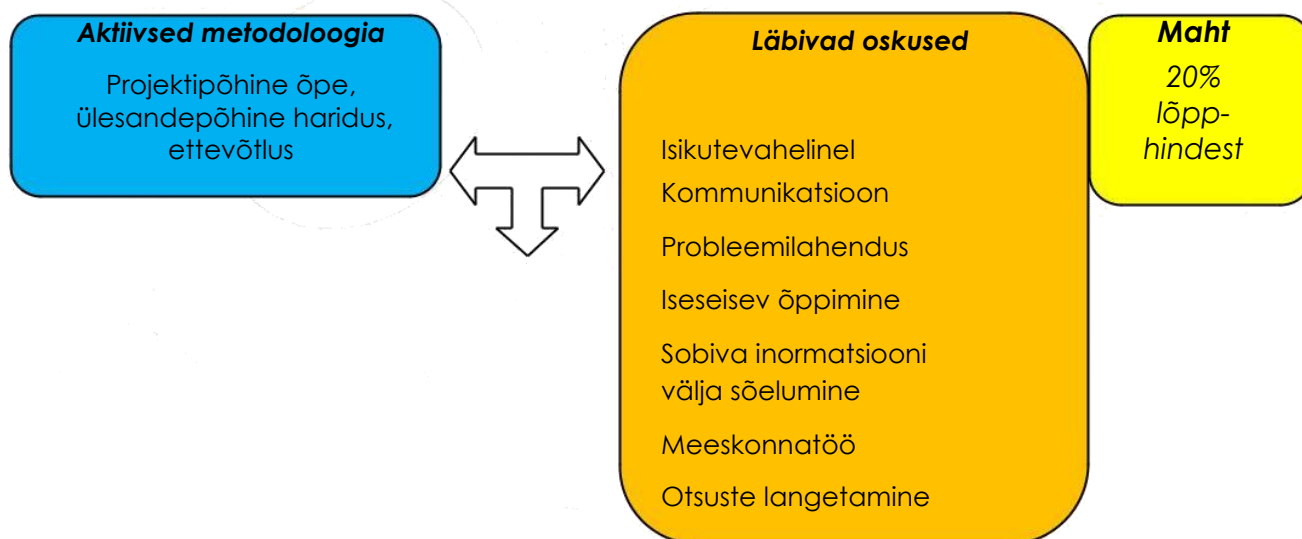 Aktiivsed metodoloogia
Projektipõhine õpe,
ülesandepõhine haridus,
ettevõtlus
Läbivad oskused
Isikutevahelinel
Kommunikatsioon
Probleemilahendus
Iseseisev õppimine
Sobiva inormatsiooni
välja sõelumine
Meeskonnatöö
Otsuste langetamine
Maht
20%
lõpp-
hindest